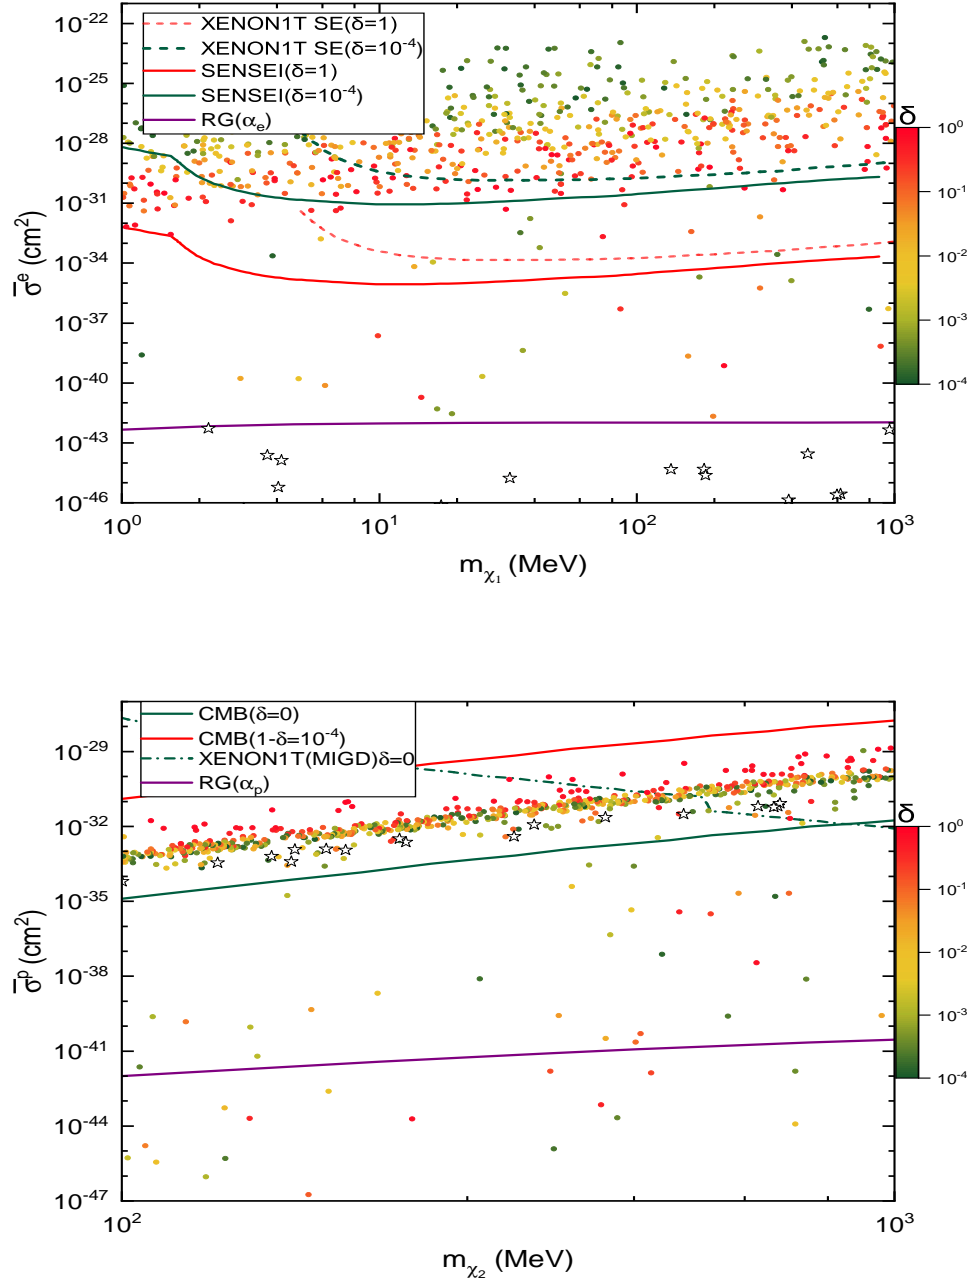 10⁻²²
10⁻²⁵
10⁻²⁸
10⁻³¹
10⁻³⁴
10⁻³⁷
10⁻⁴⁰
10⁻⁴³
10⁻⁴⁶
σ̅ᵉ (cm²)
XENON1T SE(δ=1)
XENON1T SE(δ=10⁻⁴)
SENSEI(δ=1)
SENSEI(δ=10⁻⁴)
RG(αₑ)
10⁰
10¹
10²
10³
m_χ₁ (MeV)
δ
10⁰
10⁻¹
10⁻²
10⁻³
10⁻⁴
10⁻²⁹
10⁻³²
10⁻³⁵
10⁻³⁸
10⁻⁴¹
10⁻⁴⁴
10⁻⁴⁷
σ̅ᵖ (cm²)
CMB(δ=0)
CMB(1-δ=10⁻⁴)
XENON1T(MIGD)δ=0
RG(αₚ)
10²
10³
m_χ₂ (MeV)
δ
10⁰
10⁻¹
10⁻²
10⁻³
10⁻⁴